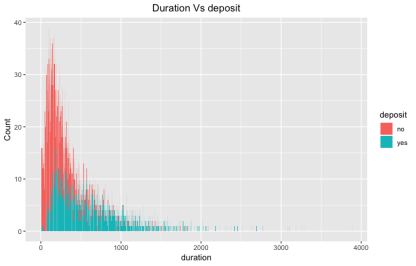 Duration Vs deposit
40
30
20
10
0
Count
0 1000 2000 3000 4000
duration
deposit
no
yes